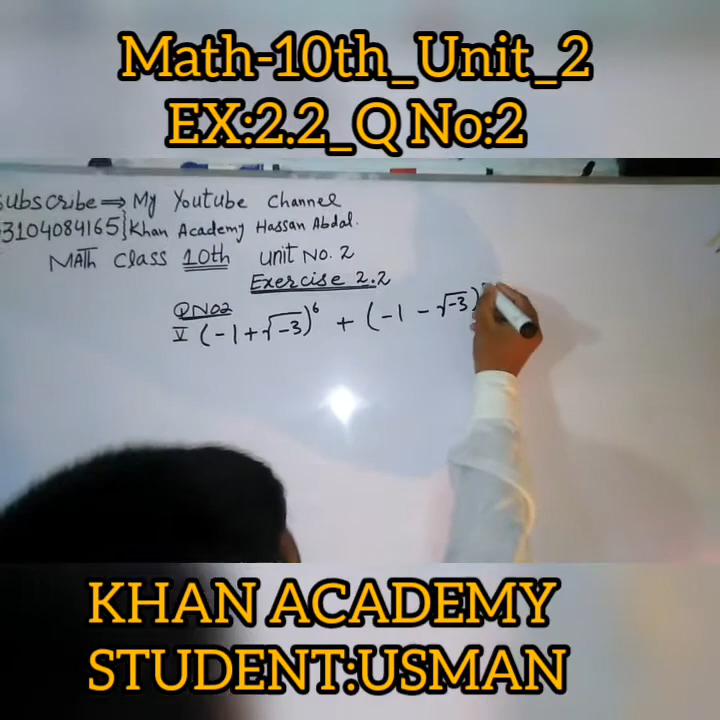 Math-10th_Unit_2
EX:2.2_Q No:2
subscribe ⇒ My Youtube channel
3104084165}Khan Academy Hassan Abdal.
MATH class 10th unit No. 2
Exercise 2.2
QNO2
V (-1+√-3)^6 + (-1-√-3)
KHAN ACADEMY
STUDENT:USMAN